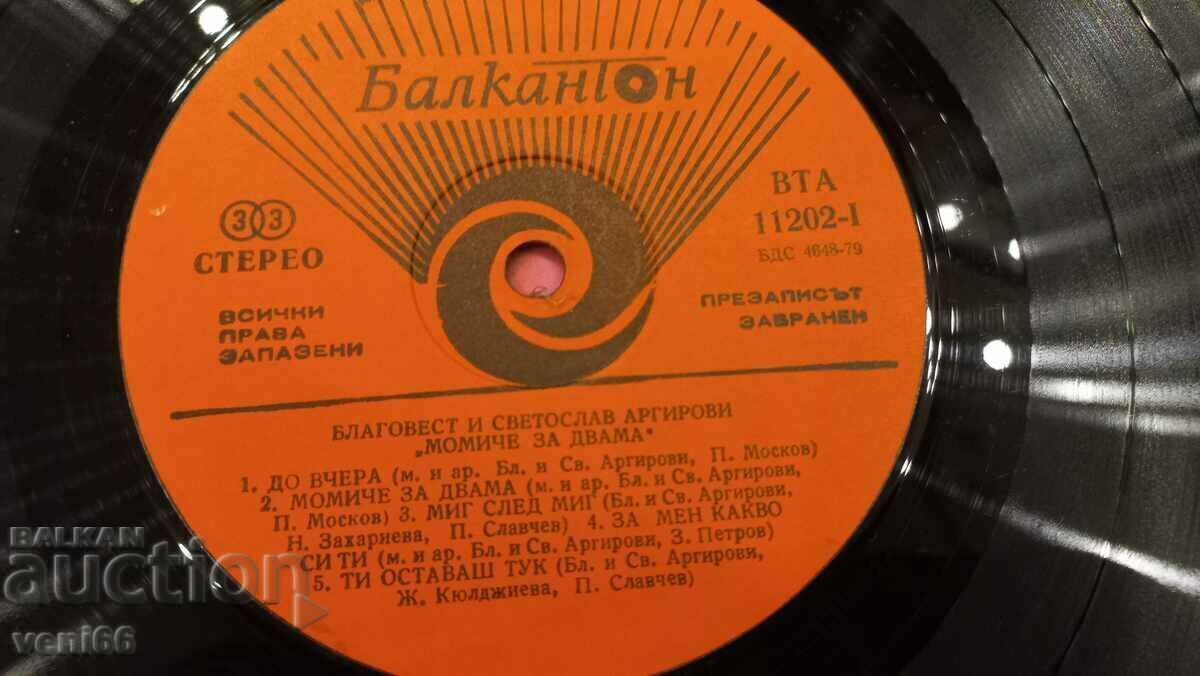 Балкантон
33
СТЕРЕО
ВСИЧКИ
ПРАВА
ЗАПАЗЕНИ
ВТА
11202-I
БДС 4648-79
ПРЕЗАПИСЪТ
ЗАБРАНЕН
БЛАГОВЕСТ И СВЕТОСЛАВ АРГИРОВИ
„МОМИЧЕ ЗА ДВАМА"
1. ДО ВЧЕРА (м. и ар. Бл. и Св. Аргирови, П. Москов)
2. МОМИЧЕ ЗА ДВАМА (м. и ар. Бл. и Св. Аргирови,
П. Москов) 3. МИГ СЛЕД МИГ (Бл. и Св. Аргирови,
Н. Захариева, П. Славчев) 4. ЗА МЕН КАКВО
СИ ТИ (м. и ар. Бл. и Св. Аргирови, З. Петров)
5. ТИ ОСТАВАШ ТУК (Бл. и Св. Аргирови,
Ж. Кюлджиева, П. Славчев)
BALKAN
auction
veni66